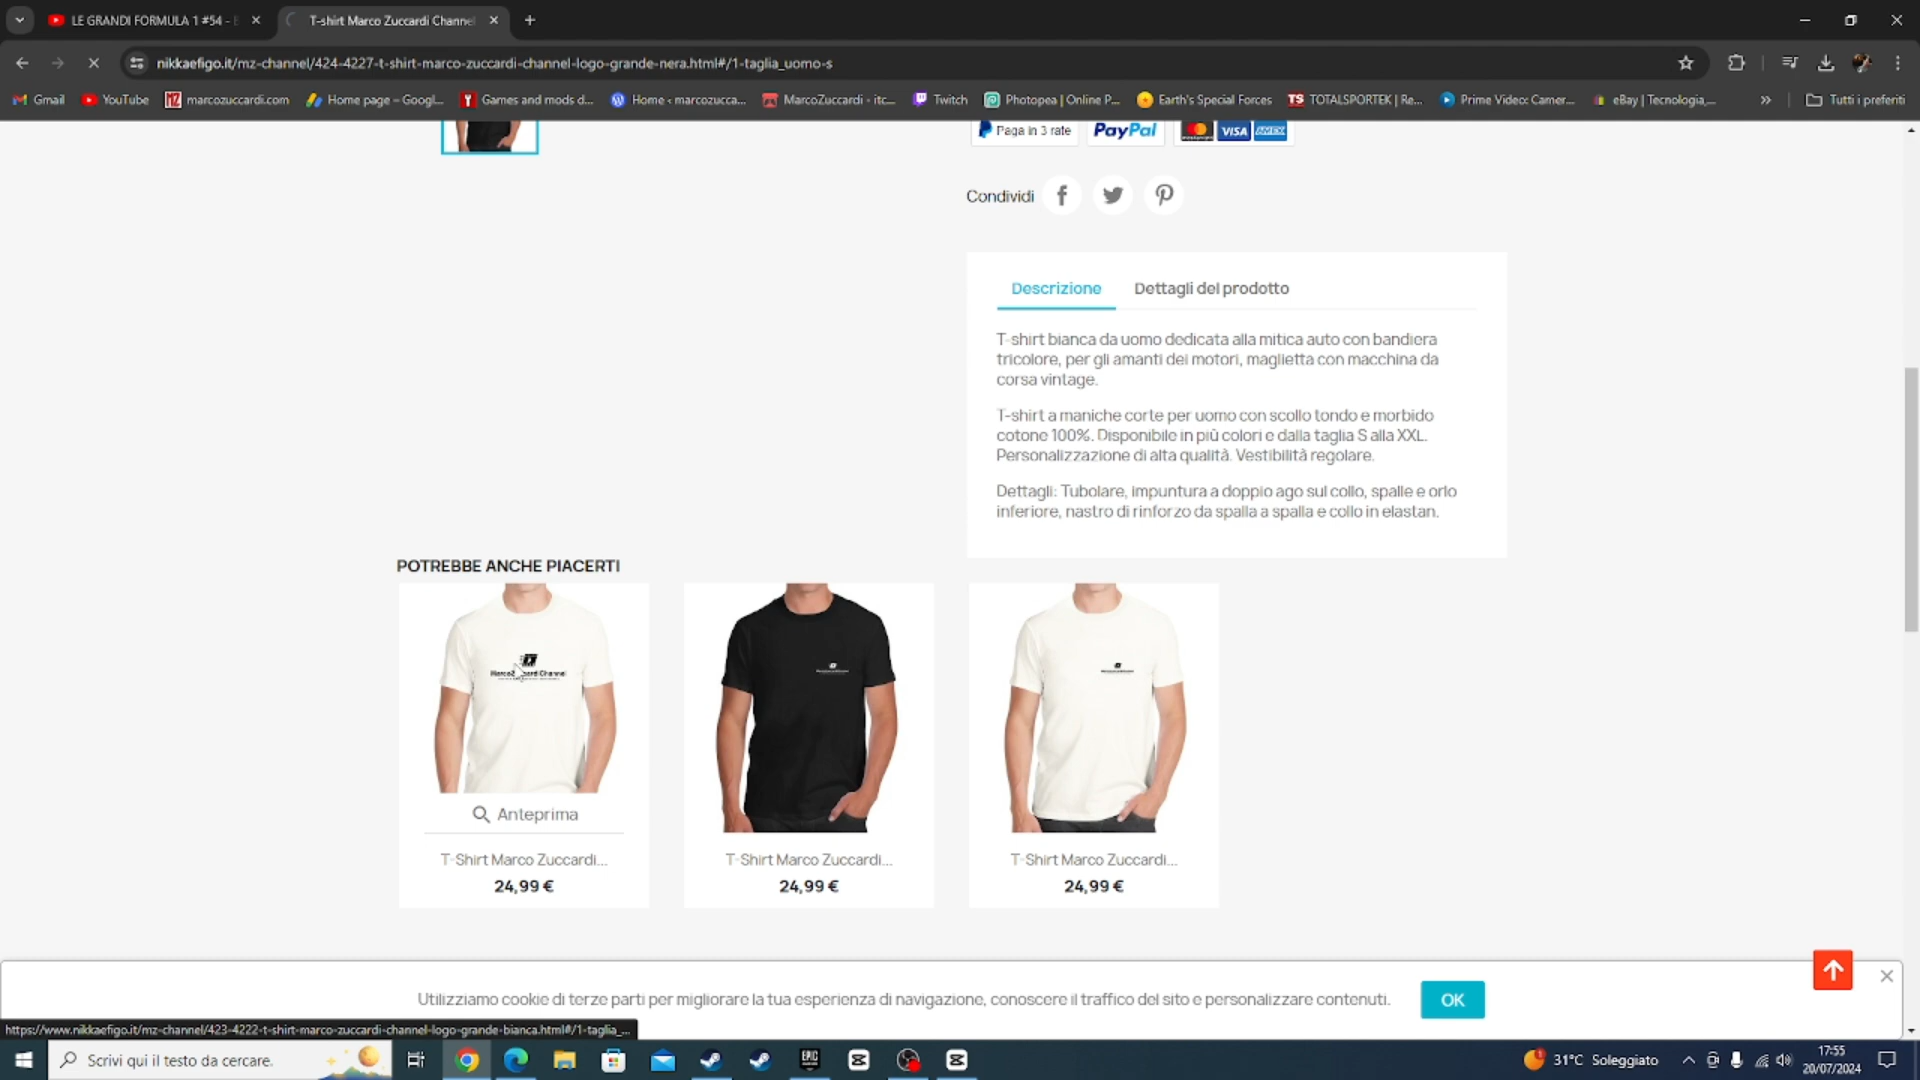 LE GRANDI FORMULA 1 #54 -
T-shirt Marco Zuccardi Channel
nikkaefigo.it/mz-channel/424-4227-t-shirt-marco-zuccardi-channel-logo-grande-nera.html#/1-taglia_uomo-s
Gmail YouTube marcozuccardi.com Home page – Googl... Games and mods d... Home ‹ marcozucca... MarcoZuccardi - itc... Twitch Photopea | Online P... Earth's Special Forces TOTALSPORTEK | Re... Prime Video: Camer... eBay | Tecnologia,... » Tutti i preferiti
Paga in 3 rate PayPal VISA AMEX
Condividi
Descrizione Dettagli del prodotto
T-shirt bianca da uomo dedicata alla mitica auto con bandiera
tricolore, per gli amanti dei motori, maglietta con macchina da
corsa vintage.
T-shirt a maniche corte per uomo con scollo tondo e morbido
cotone 100%. Disponibile in più colori e dalla taglia S alla XXL.
Personalizzazione di alta qualità. Vestibilità regolare.
Dettagli: Tubolare, impuntura a doppio ago sul collo, spalle e orlo
inferiore, nastro di rinforzo da spalla a spalla e collo in elastan.
POTREBBE ANCHE PIACERTI
Anteprima
T-Shirt Marco Zuccardi... T-Shirt Marco Zuccardi... T-Shirt Marco Zuccardi...
24,99 € 24,99 € 24,99 €
Utilizziamo cookie di terze parti per migliorare la tua esperienza di navigazione, conoscere il traffico del sito e personalizzare contenuti. OK
https://www.nikkaefigo.it/mz-channel/423-4222-t-shirt-marco-zuccardi-channel-logo-grande-bianca.html#/1-taglia_...
Scrivi qui il testo da cercare.
EPIC
31°C Soleggiato
17:55
20/07/2024